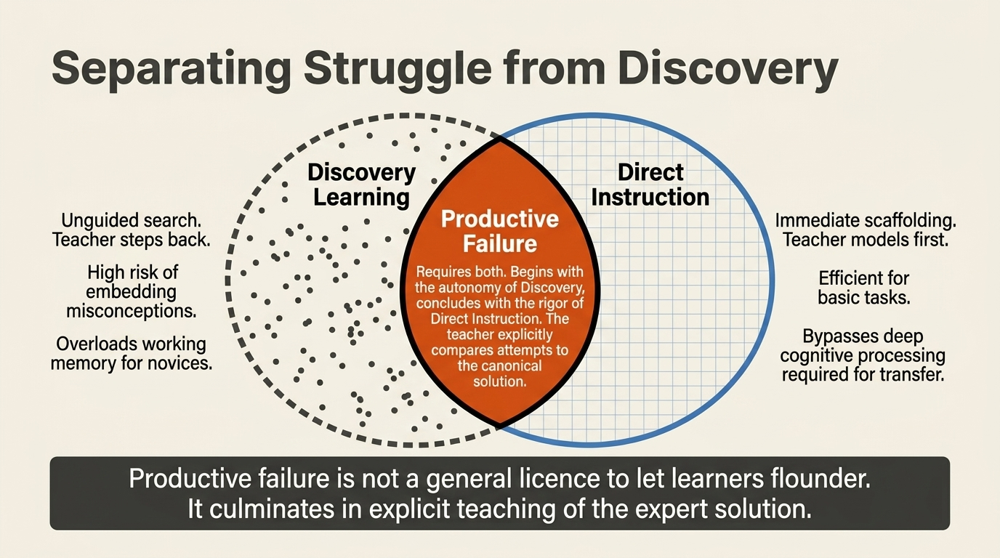 Separating Struggle from Discovery
Discovery
Learning
Direct
Instruction
Unguided search.
Teacher steps back.
High risk of
embedding
misconceptions.
Overloads working
memory for novices.
Productive
Failure
Requires both. Begins with
the autonomy of Discovery,
concludes with the rigor of
Direct Instruction. The
teacher explicitly
compares attempts to
the canonical
solution.
Immediate scaffolding.
Teacher models first.
Efficient for
basic tasks.
Bypasses deep
cognitive processing
required for transfer.
Productive failure is not a general licence to let learners flounder.
It culminates in explicit teaching of the expert solution.